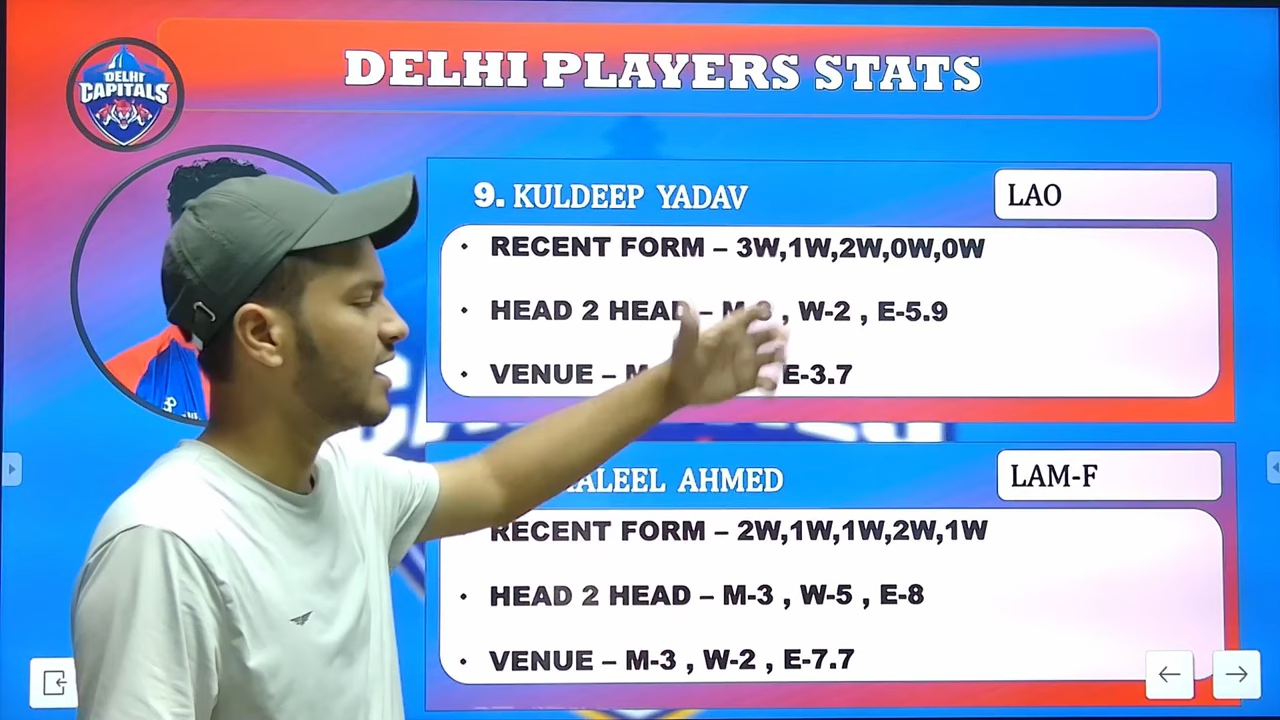 DELHI PLAYERS STATS
DELHI
CAPITALS
9. KULDEEP YADAV
LAO
• RECENT FORM – 3W,1W,2W,0W,0W
• HEAD 2 HEAD – , W-2 , E-5.9
• VENUE – E-3.7
AHMED
LAM-F
RECENT FORM – 2W,1W,1W,2W,1W
• HEAD 2 HEAD – M-3 , W-5 , E-8
• VENUE – M-3 , W-2 , E-7.7